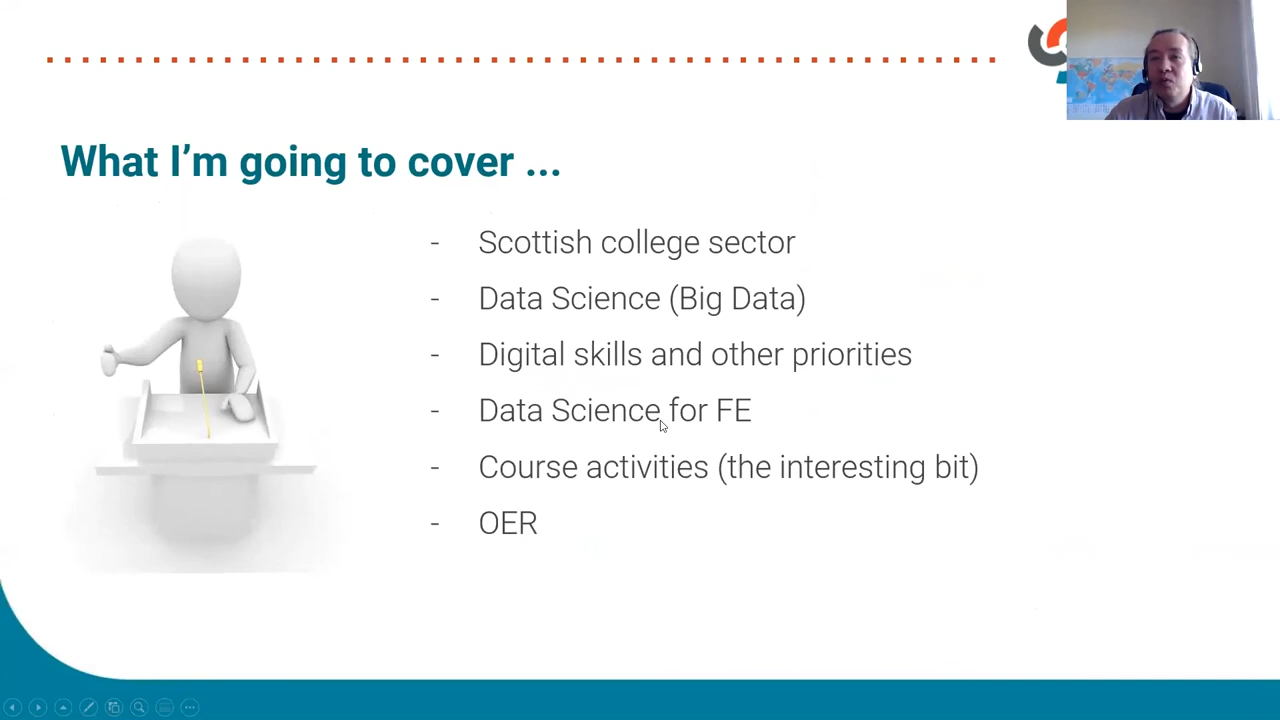 What I’m going to cover ...
- Scottish college sector
- Data Science (Big Data)
- Digital skills and other priorities
- Data Science for FE
- Course activities (the interesting bit)
- OER